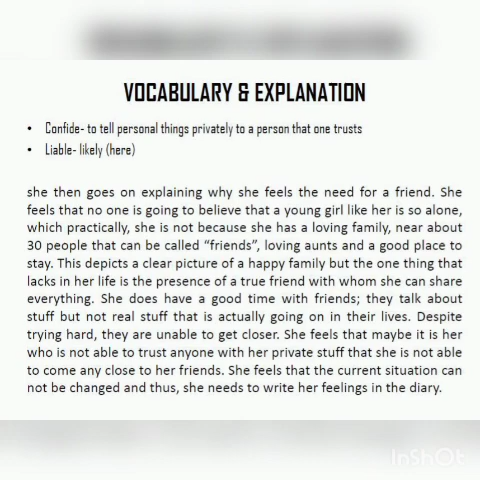 VOCABULARY & EXPLANATION
• Confide- to tell personal things privately to a person that one trusts
• Liable- likely (here)
she then goes on explaining why she feels the need for a friend. She
feels that no one is going to believe that a young girl like her is so alone,
which practically, she is not because she has a loving family, near about
30 people that can be called “friends”, loving aunts and a good place to
stay. This depicts a clear picture of a happy family but the one thing that
lacks in her life is the presence of a true friend with whom she can share
everything. She does have a good time with friends; they talk about
stuff but not real stuff that is actually going on in their lives. Despite
trying hard, they are unable to get closer. She feels that maybe it is her
who is not able to trust anyone with her private stuff that she is not able
to come any close to her friends. She feels that the current situation can
not be changed and thus, she needs to write her feelings in the diary.
InShOt